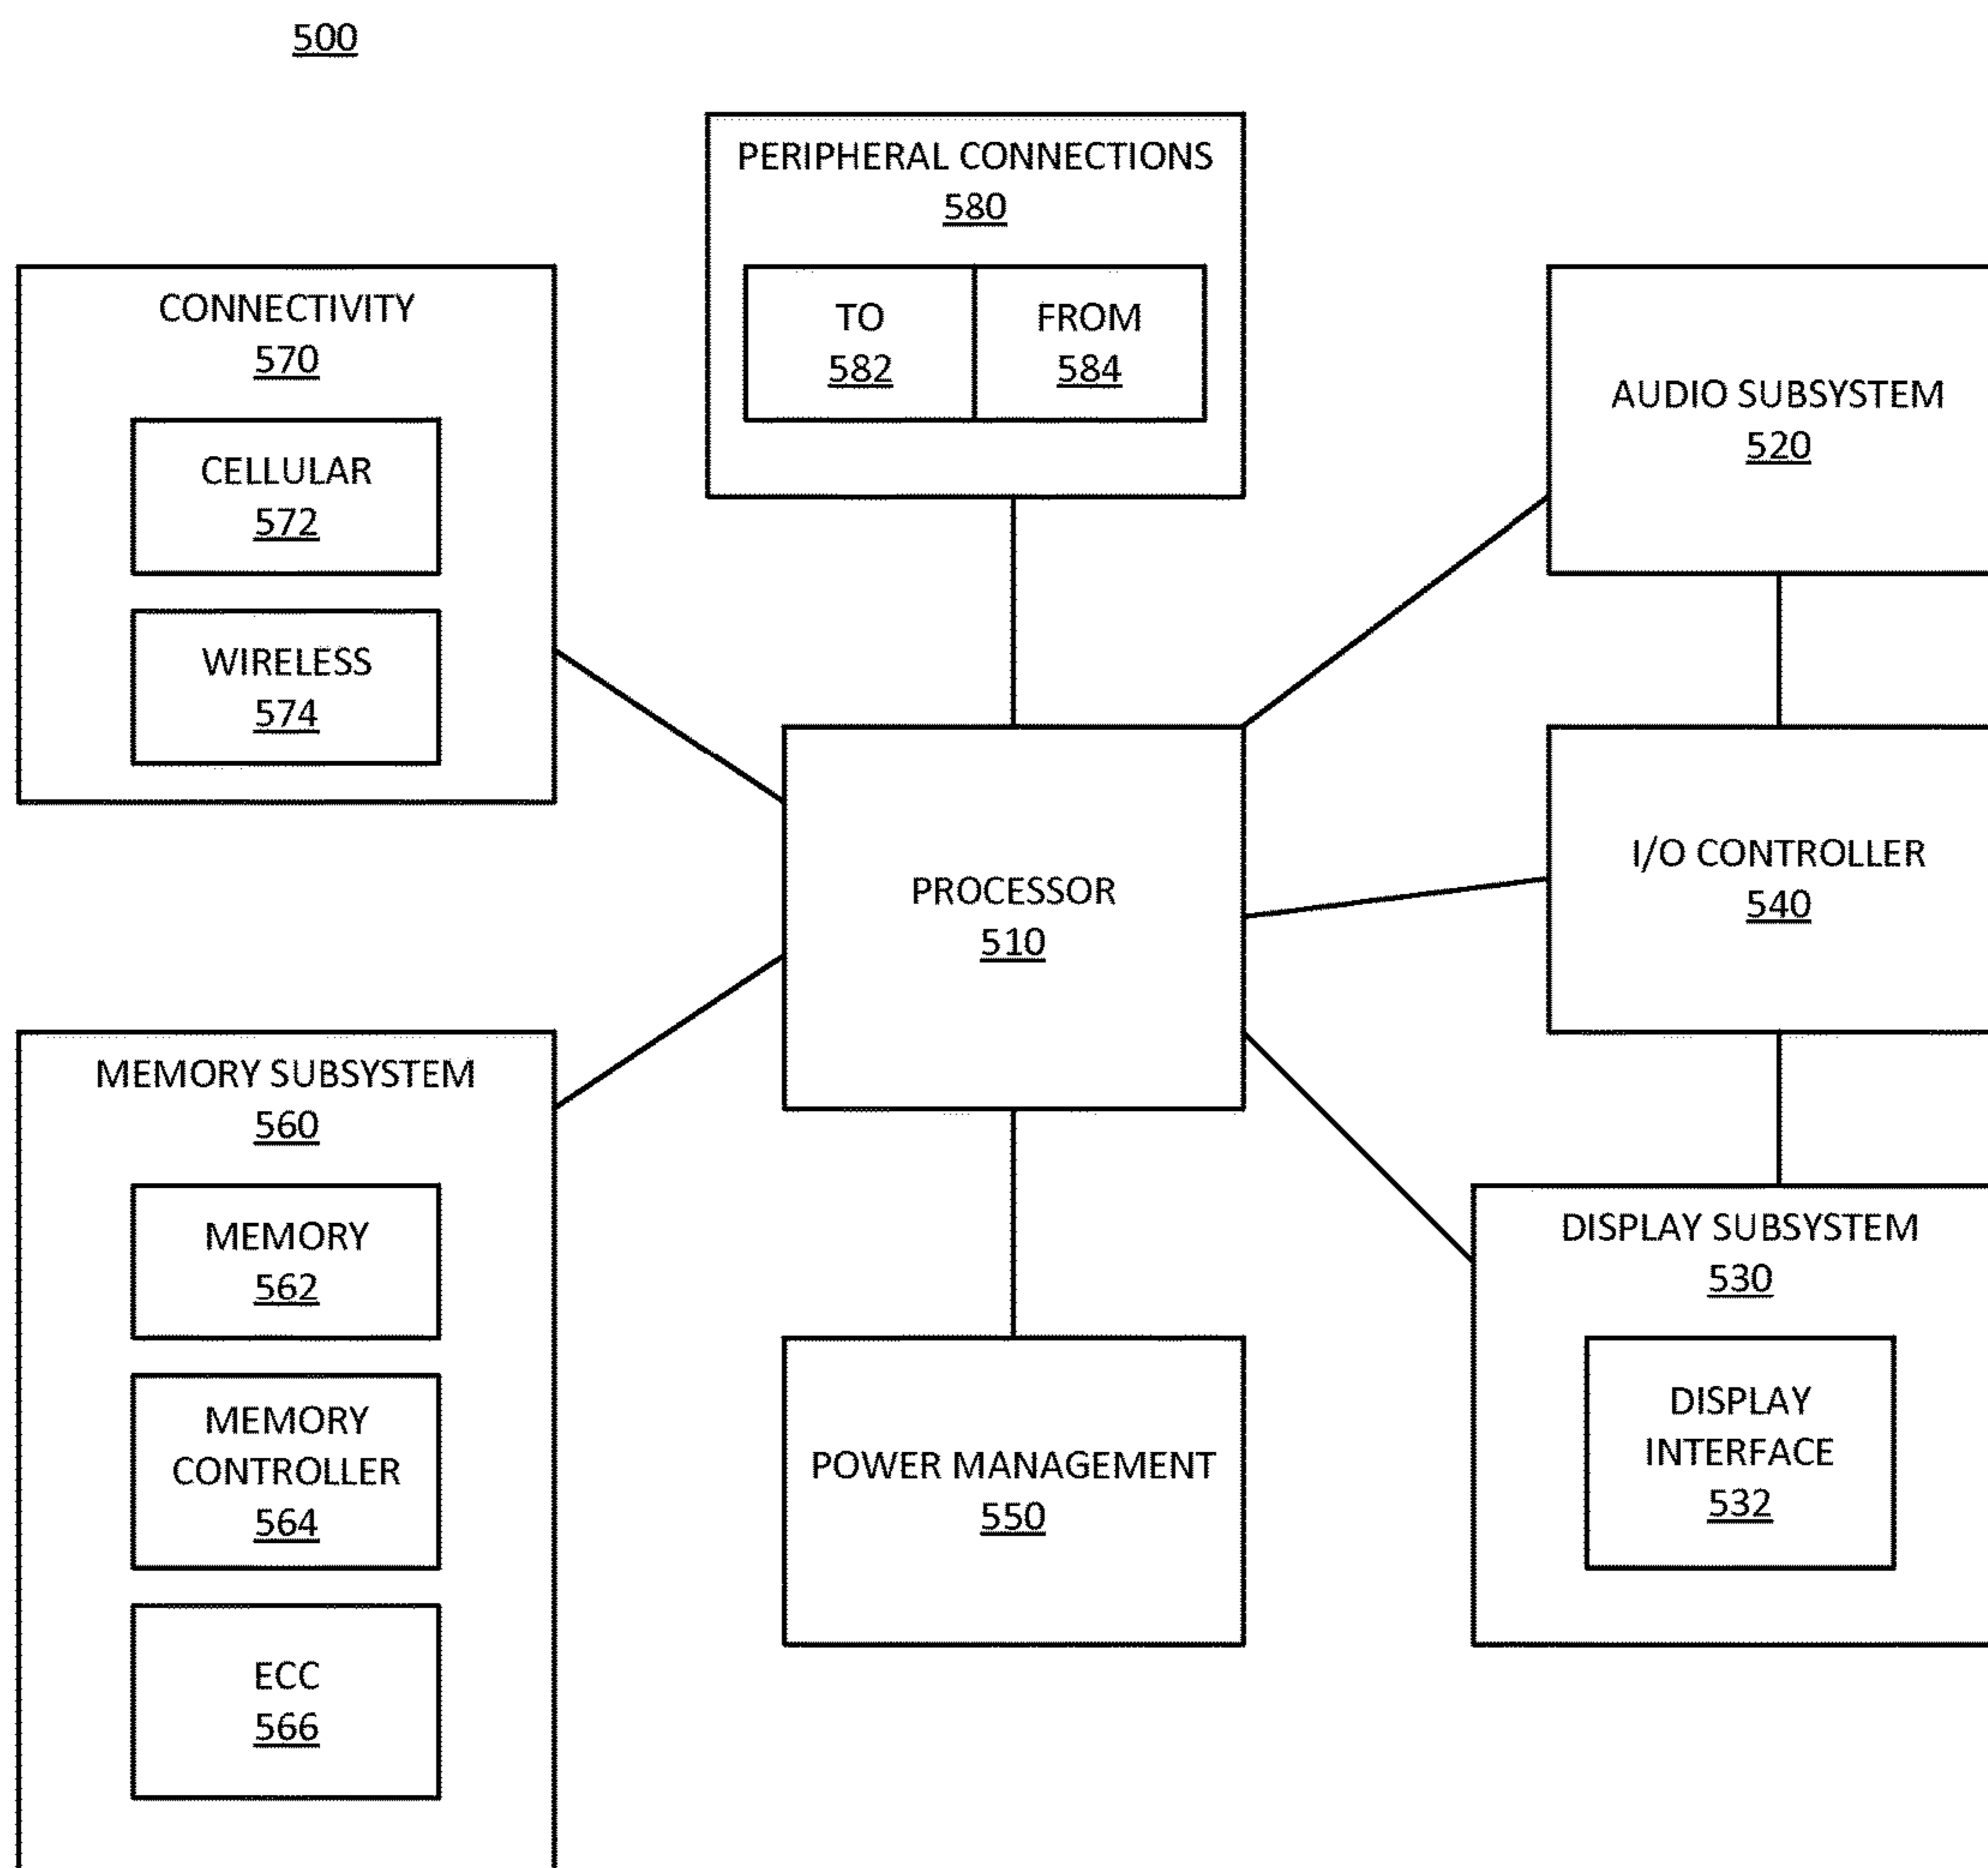 500
PERIPHERAL CONNECTIONS
580
TO
582
FROM
584
CONNECTIVITY
570
CELLULAR
572
WIRELESS
574
AUDIO SUBSYSTEM
520
PROCESSOR
510
I/O CONTROLLER
540
MEMORY SUBSYSTEM
560
MEMORY
562
MEMORY
CONTROLLER
564
ECC
566
POWER MANAGEMENT
550
DISPLAY SUBSYSTEM
530
DISPLAY
INTERFACE
532